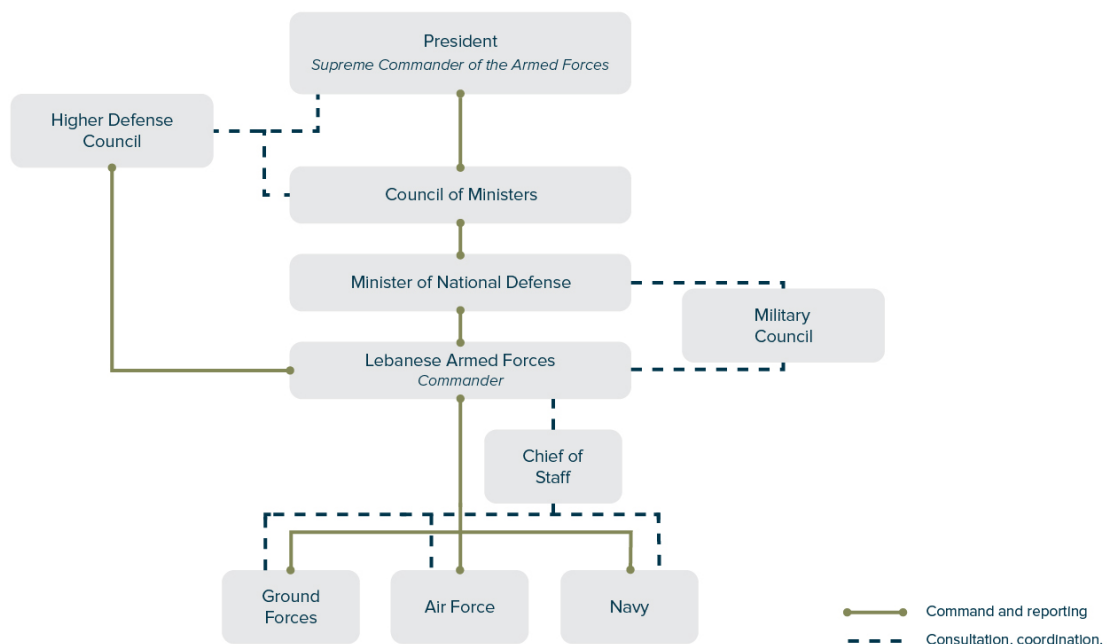 President
Supreme Commander of the Armed Forces
Higher Defense
Council
Council of Ministers
Minister of National Defense
Military
Council
Lebanese Armed Forces
Commander
Chief of
Staff
Ground
Forces
Air Force
Navy
Command and reporting
Consultation, coordination,